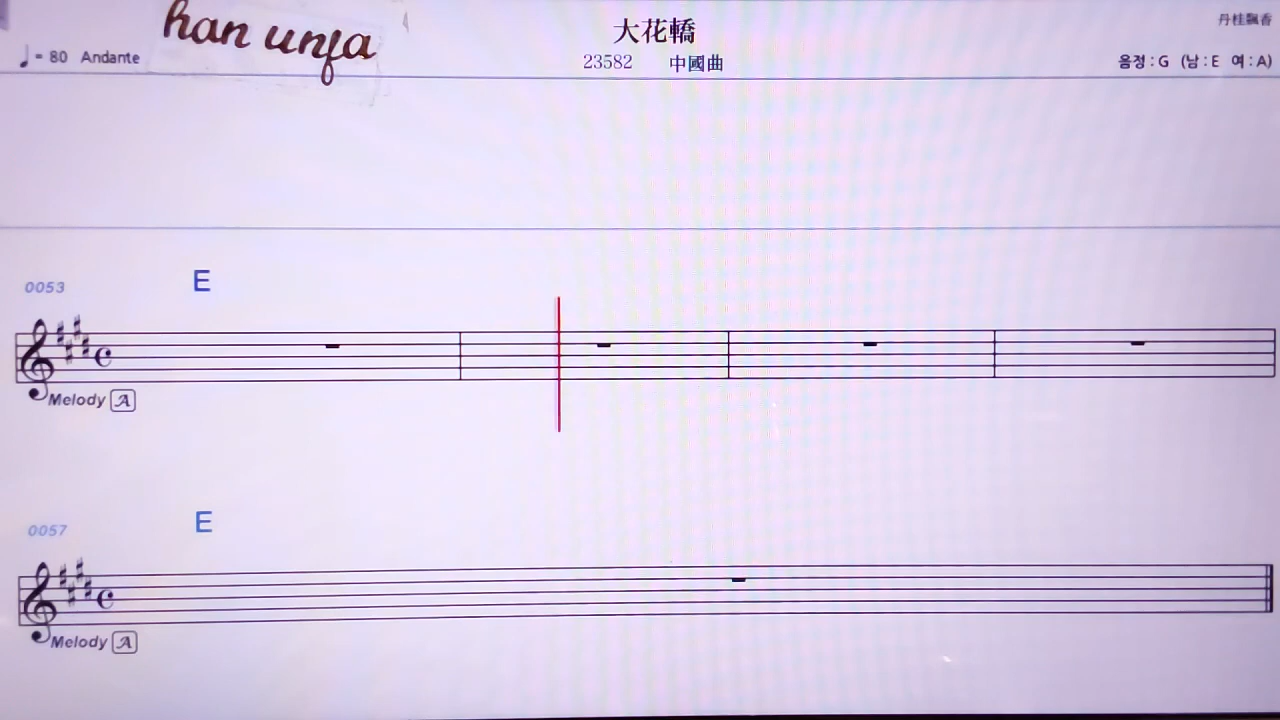 han unfa
大花轎
丹桂飄香
♩= 80 Andante
23582 中國曲
음정 : G (남 : E 여 : A)
0053 E
Melody A
0057 E
Melody A